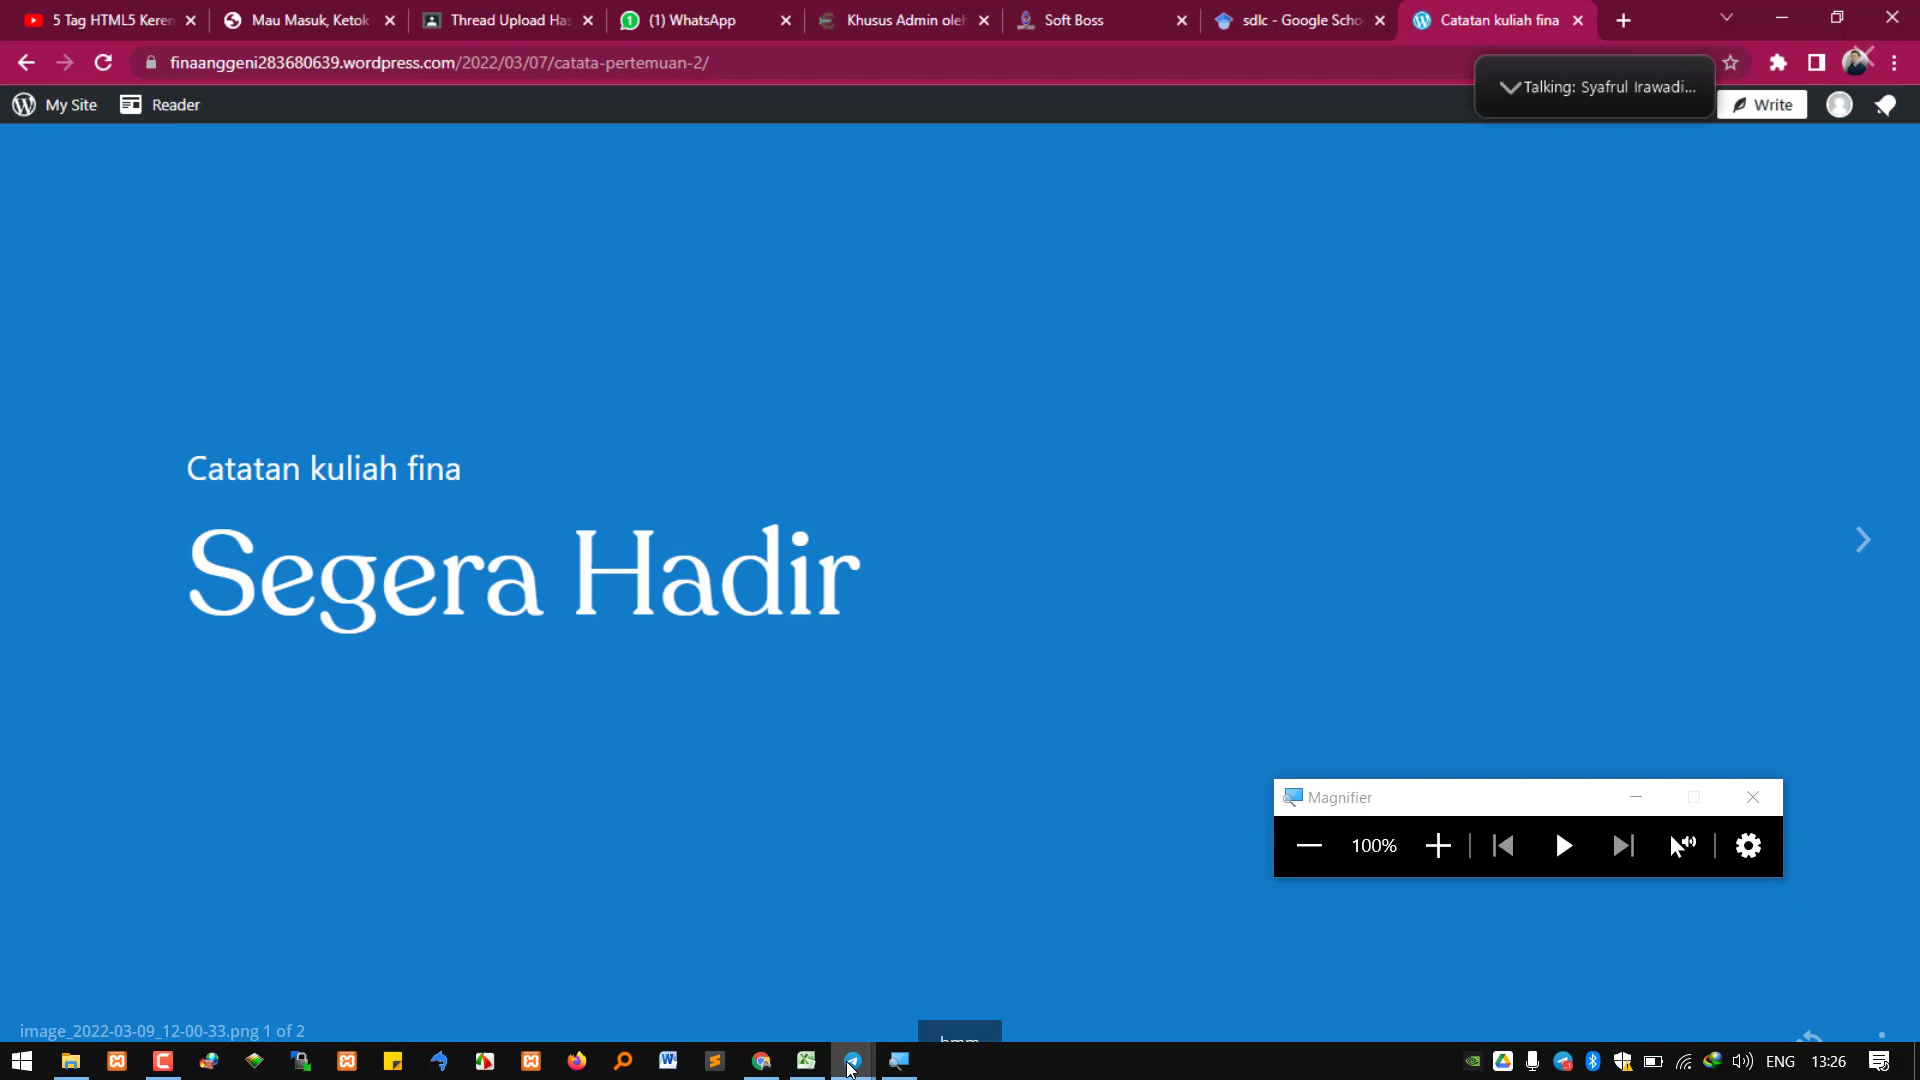 5 Tag HTML5 Keren
Mau Masuk, Ketok
Thread Upload Has
(1) WhatsApp
Khusus Admin oleh
Soft Boss
sdlc - Google Scho
Catatan kuliah fina
finaanggeni283680639.wordpress.com/2022/03/07/catata-pertemuan-2/
Talking: Syafrul Irawadi...
My Site
Reader
Write
Catatan kuliah fina
Segera Hadir
Magnifier
100%
image_2022-03-09_12-00-33.png 1 of 2
ENG
13:26